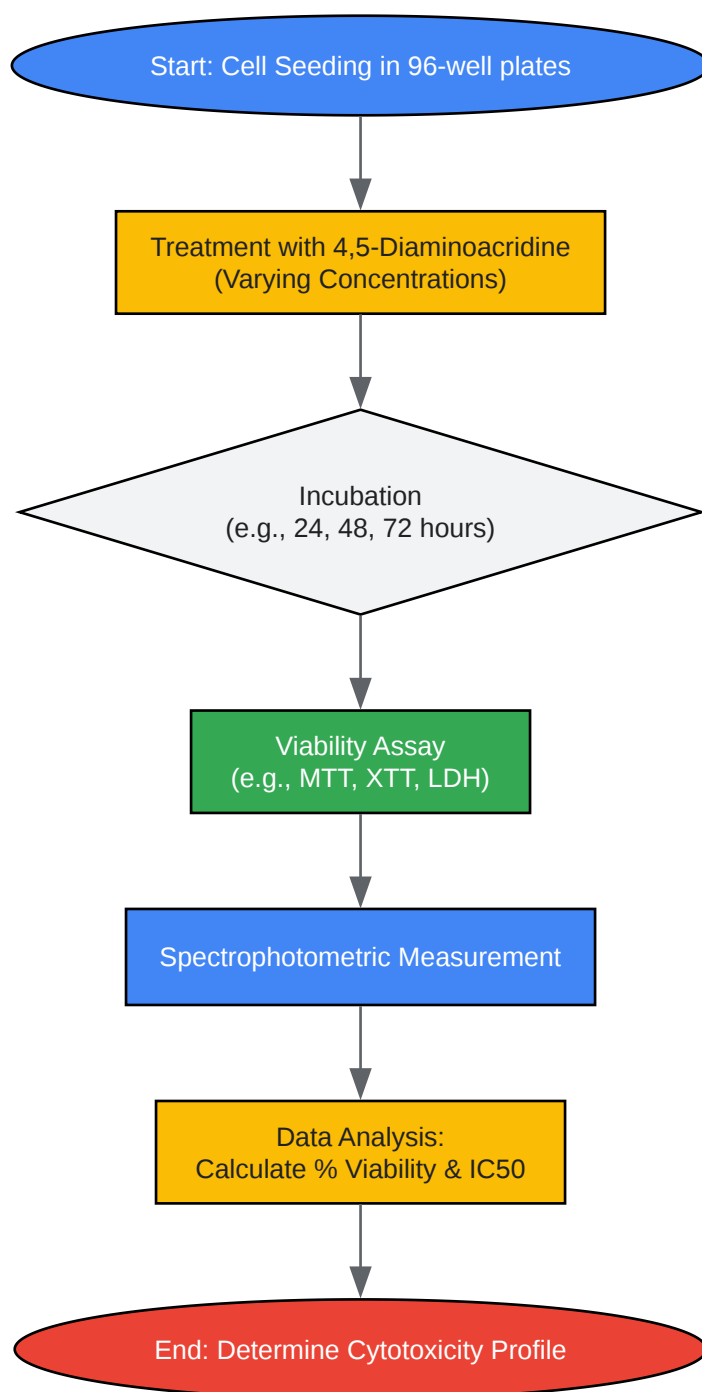 Start: Cell Seeding in 96-well plates
Treatment with 4,5-Diaminoacridine
(Varying Concentrations)
Incubation
(e.g., 24, 48, 72 hours)
Viability Assay
(e.g., MTT, XTT, LDH)
Spectrophotometric Measurement
Data Analysis:
Calculate % Viability & IC50
End: Determine Cytotoxicity Profile